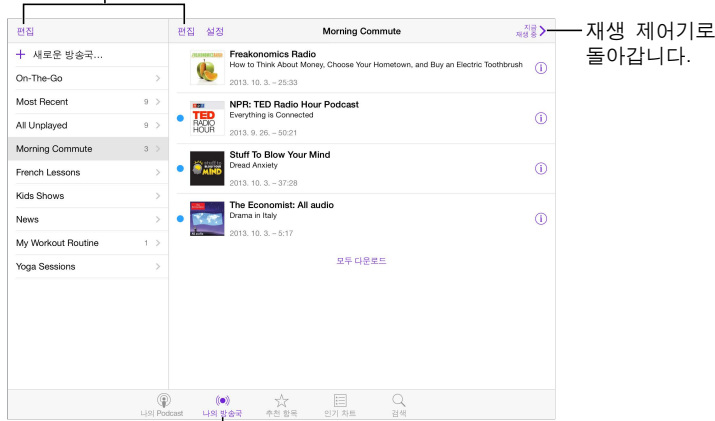 편집
편집 설정
Morning Commute
지금
재생 중
재생 제어기로
돌아갑니다.
새로운 방송국...
On-The-Go
Most Recent 9
All Unplayed 9
Morning Commute 3
French Lessons
Kids Shows
News
My Workout Routine 1
Yoga Sessions
Freakonomics Radio
How to Think About Money, Choose Your Hometown, and Buy an Electric Toothbrush
2013. 10. 3. – 25:33
TED
RADIO
HOUR
NPR: TED Radio Hour Podcast
Everything is Connected
2013. 9. 26. – 50:21
MIND
Stuff To Blow Your Mind
Dread Anxiety
2013. 10. 3. – 37:28
The Economist: All audio
Drama in Italy
2013. 10. 3. – 5:17
모두 다운로드
나의 Podcast
나의 방송국
추천 항목
인기 차트
검색